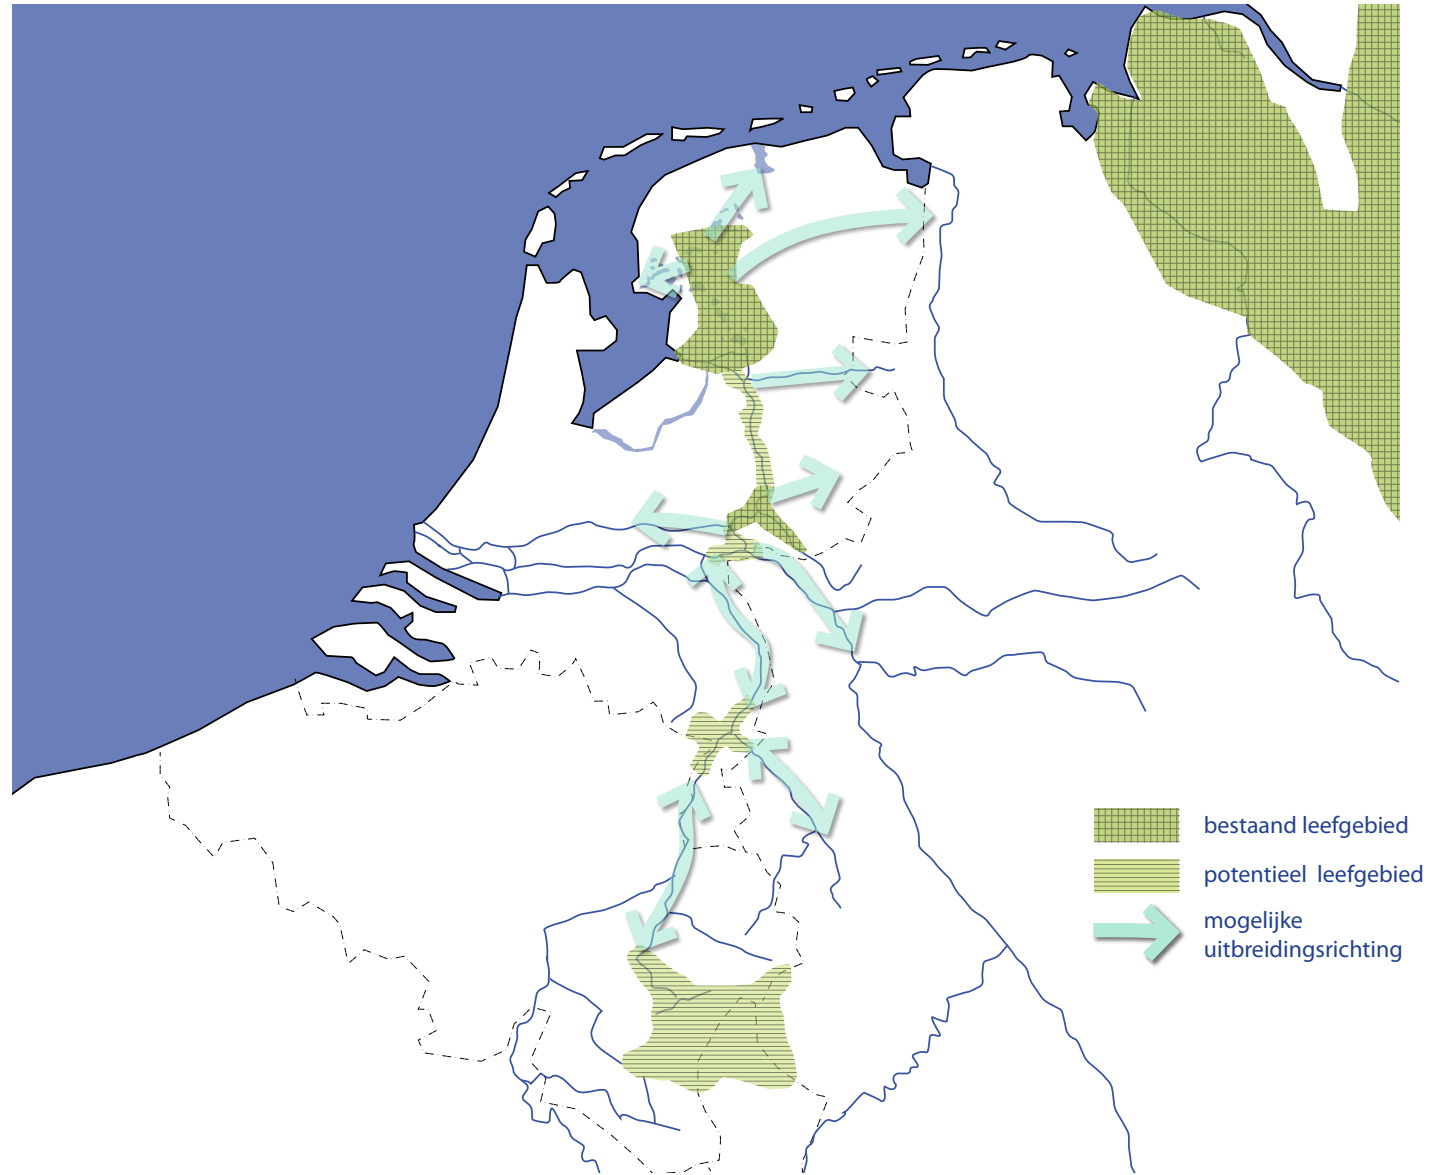 bestaand leefgebied
potentieel leefgebied
mogelijke
uitbreidingsrichting